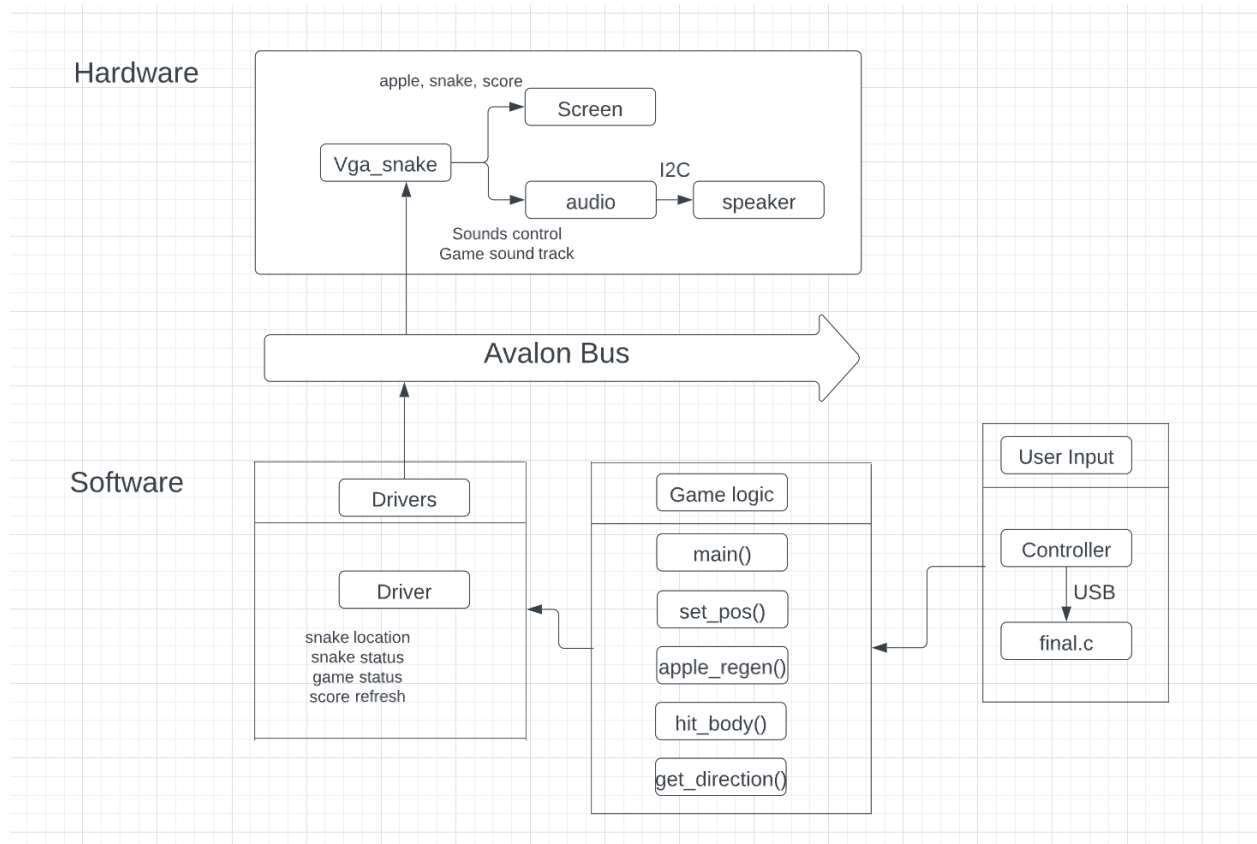 Hardware
apple, snake, score
Screen
Vga_snake
I2C
audio
speaker
Sounds control
Game sound track
Avalon Bus
Software
Drivers
Driver
snake location
snake status
game status
score refresh
Game logic
main()
set_pos()
apple_regen()
hit_body()
get_direction()
User Input
Controller
USB
final.c